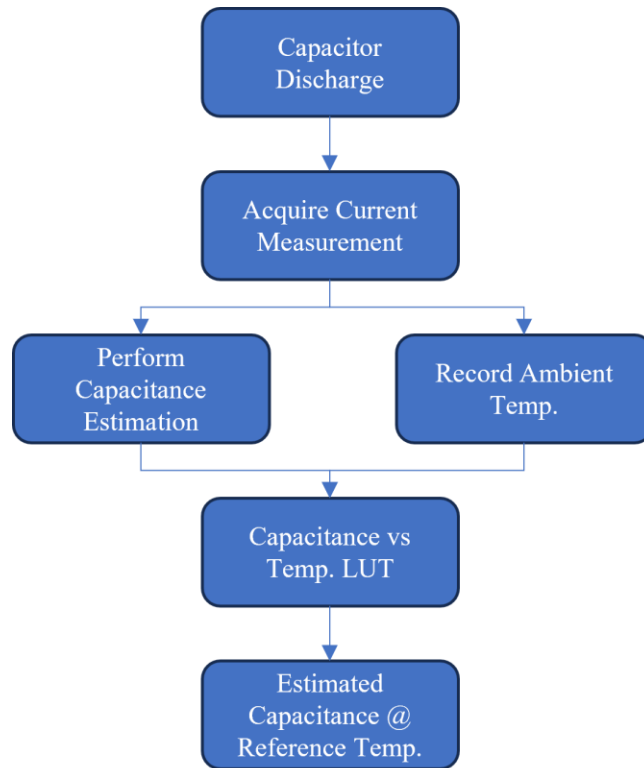 Capacitor
Discharge
Acquire Current
Measurement
Perform
Capacitance
Estimation
Record Ambient
Temp.
Capacitance vs
Temp. LUT
Estimated
Capacitance @
Reference Temp.